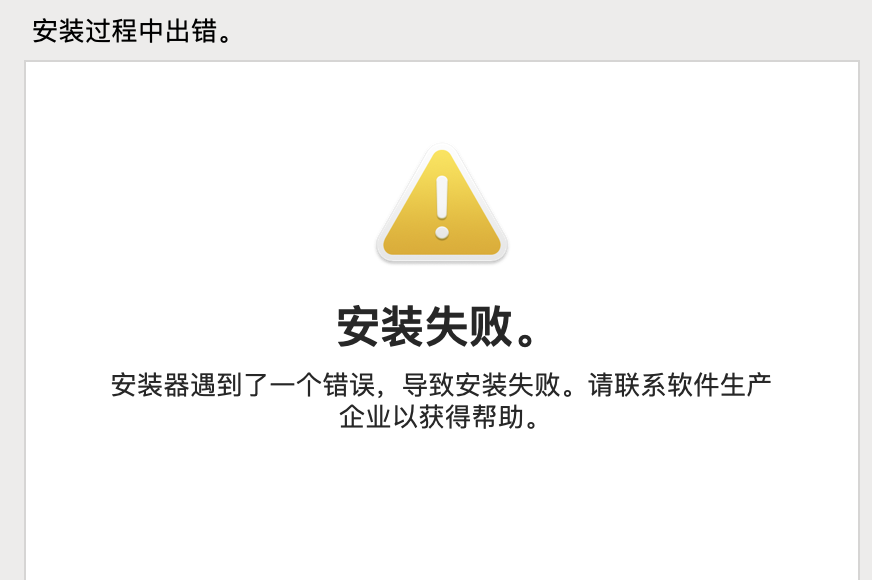 安装过程中出错。
安装失败。
安装器遇到了一个错误，导致安装失败。请联系软件生产
企业以获得帮助。